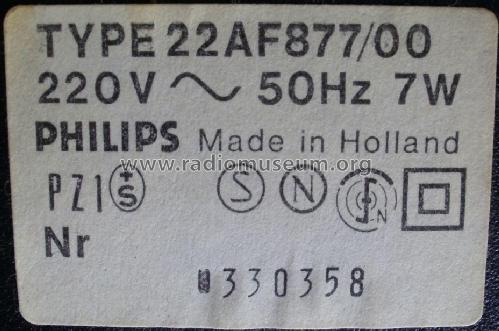 TYPE 22AF877/00
220V ~ 50Hz 7W
PHILIPS Made in Holland
www.radiomuseum.org
PZ1 +S S N S N
Nr
330358